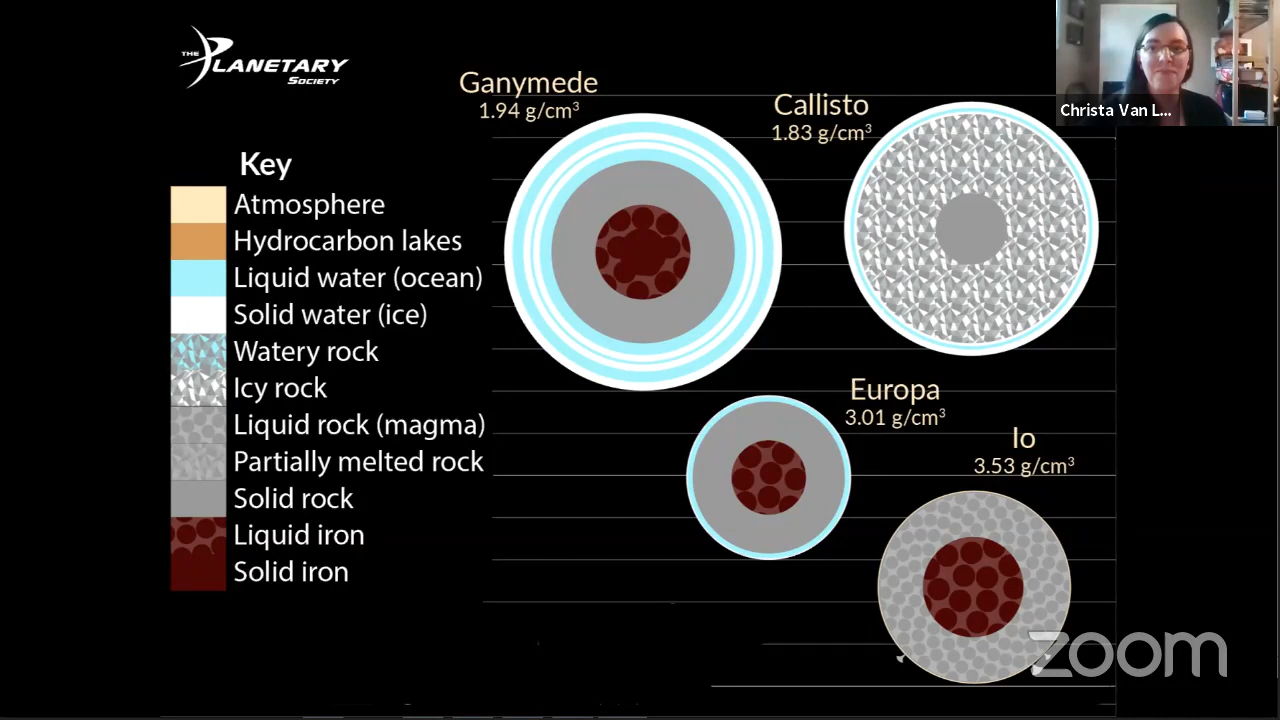 THE PLANETARY
SOCIETY
Ganymede
1.94 g/cm³
Callisto
1.83 g/cm³
Christa Van L...
Key
Atmosphere
Hydrocarbon lakes
Liquid water (ocean)
Solid water (ice)
Watery rock
Icy rock
Liquid rock (magma)
Partially melted rock
Solid rock
Liquid iron
Solid iron
Europa
3.01 g/cm³
Io
3.53 g/cm³
zoom